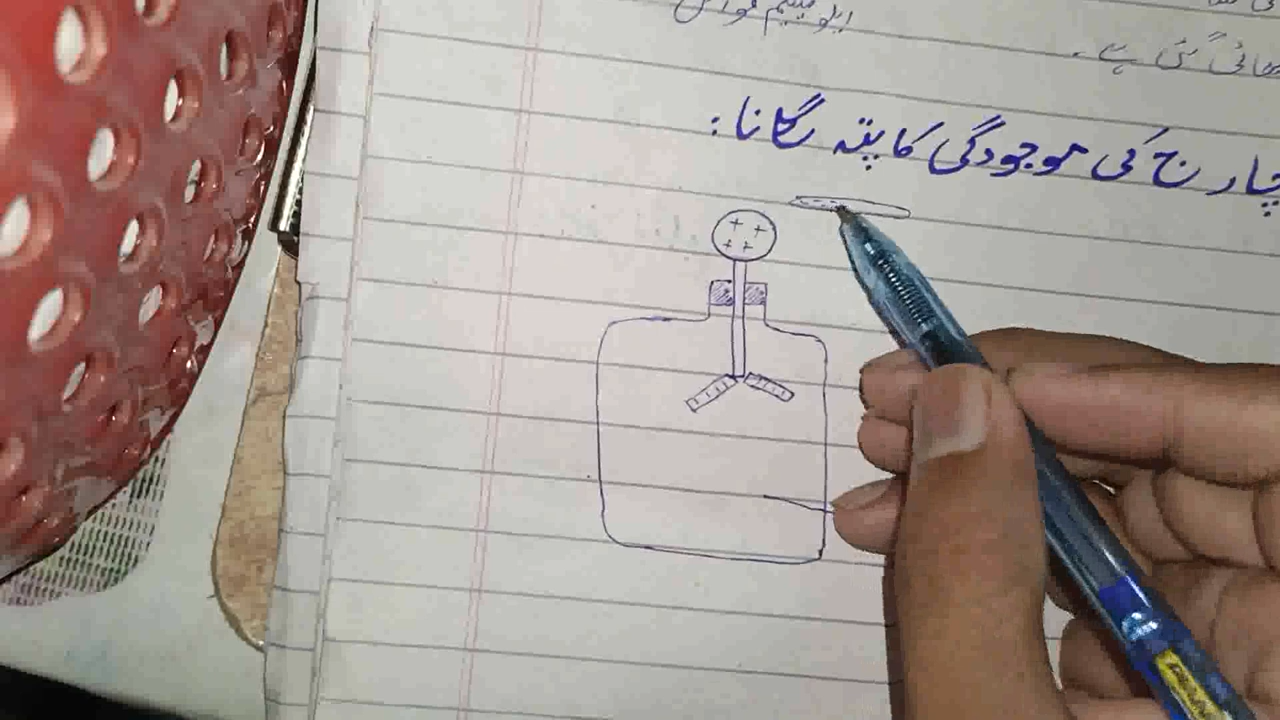 ایلومینیم فوائل
گئی ہے۔
چارج کی موجودگی کا پتہ لگانا:
+ +
+ +